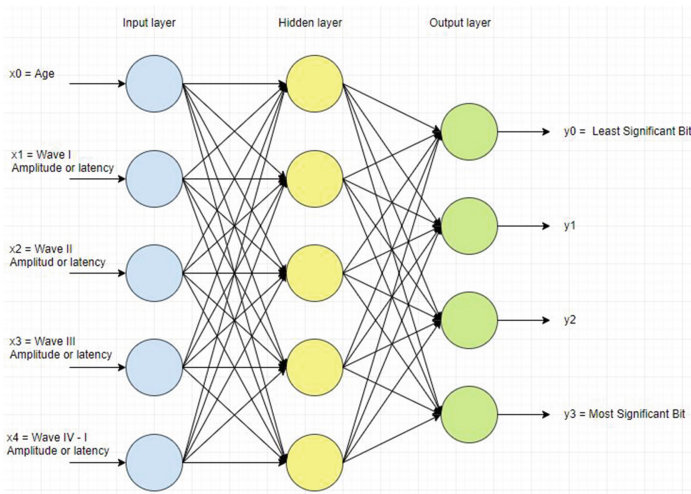 Input layer
Hidden layer
Output layer
x0 = Age
y0 = Least Significant Bit
x1 = Wave I
Amplitude or latency
y1
x2 = Wave II
Amplitud or latency
y2
x3 = Wave III
Amplitude or latency
y3 = Most Significant Bit
x4 = Wave IV - I
Amplitude or latency